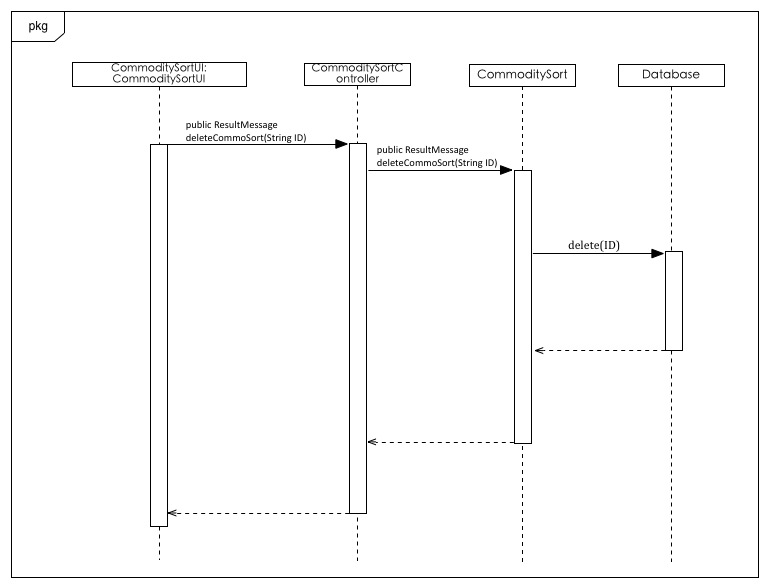 pkg
CommoditySortUI:
CommoditySortUI
CommoditySortC
ontroller
CommoditySort
Database
public ResultMessage
deleteCommoSort(String ID)
public ResultMessage
deleteCommoSort(String ID)
delete(ID)